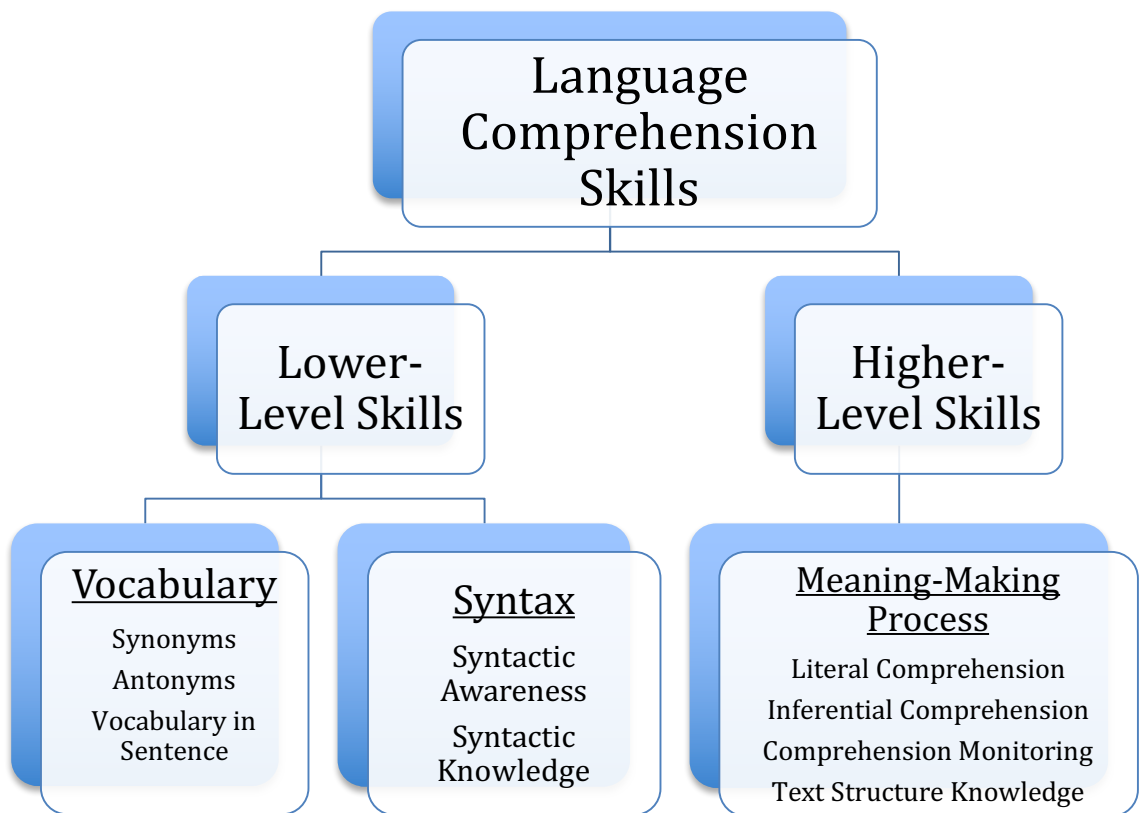 Language
Comprehension
Skills
Lower-
Level Skills
Higher-
Level Skills
Vocabulary
Synonyms
Antonyms
Vocabulary in
Sentence
Syntax
Syntactic
Awareness
Syntactic
Knowledge
Meaning-Making
Process
Literal Comprehension
Inferential Comprehension
Comprehension Monitoring
Text Structure Knowledge